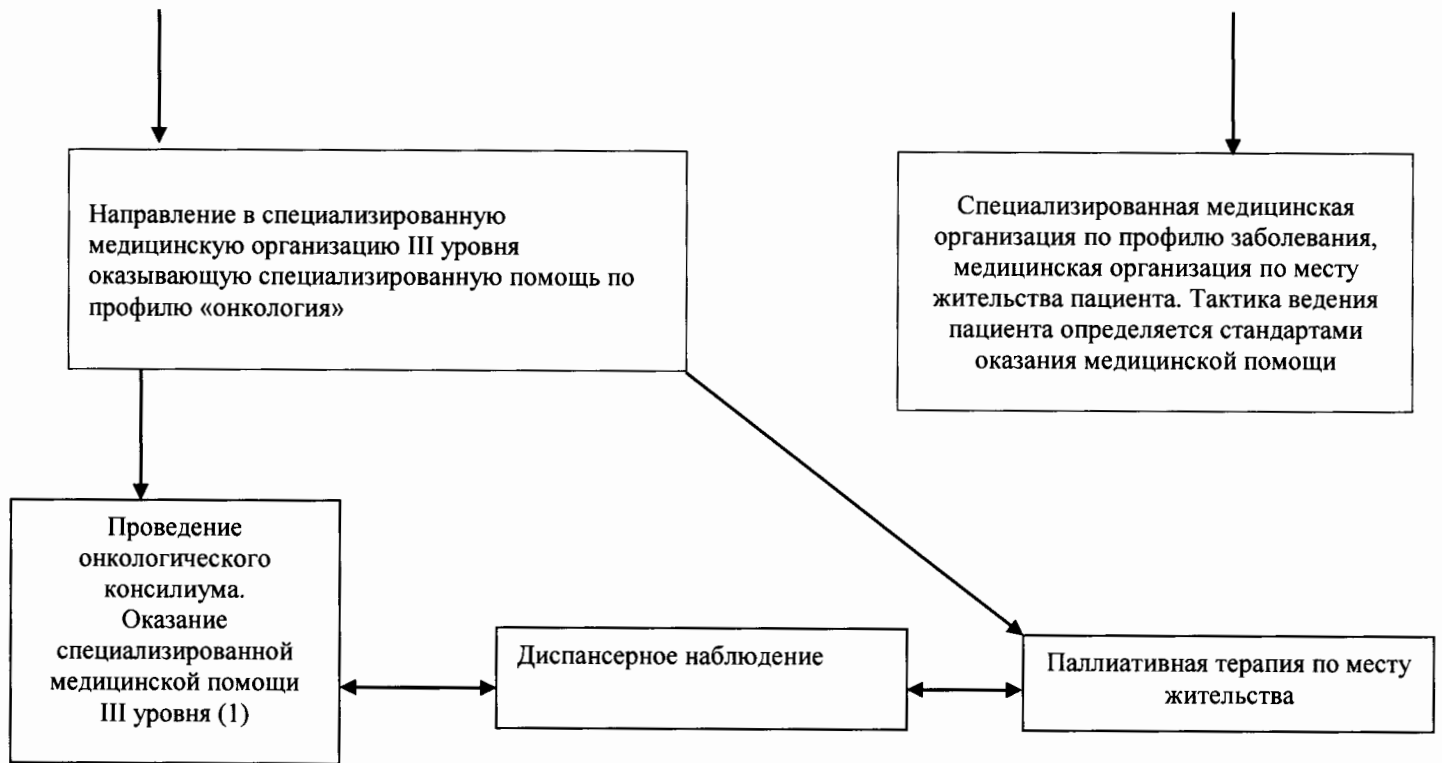 Направление в специализированную
медицинскую организацию III уровня
оказывающую специализированную помощь по
профилю «онкология»
Специализированная медицинская
организация по профилю заболевания,
медицинская организация по месту
жительства пациента. Тактика ведения
пациента определяется стандартами
оказания медицинской помощи
Проведение
онкологического
консилиума.
Оказание
специализированной
медицинской помощи
III уровня (1)
Диспансерное наблюдение
Паллиативная терапия по месту
жительства